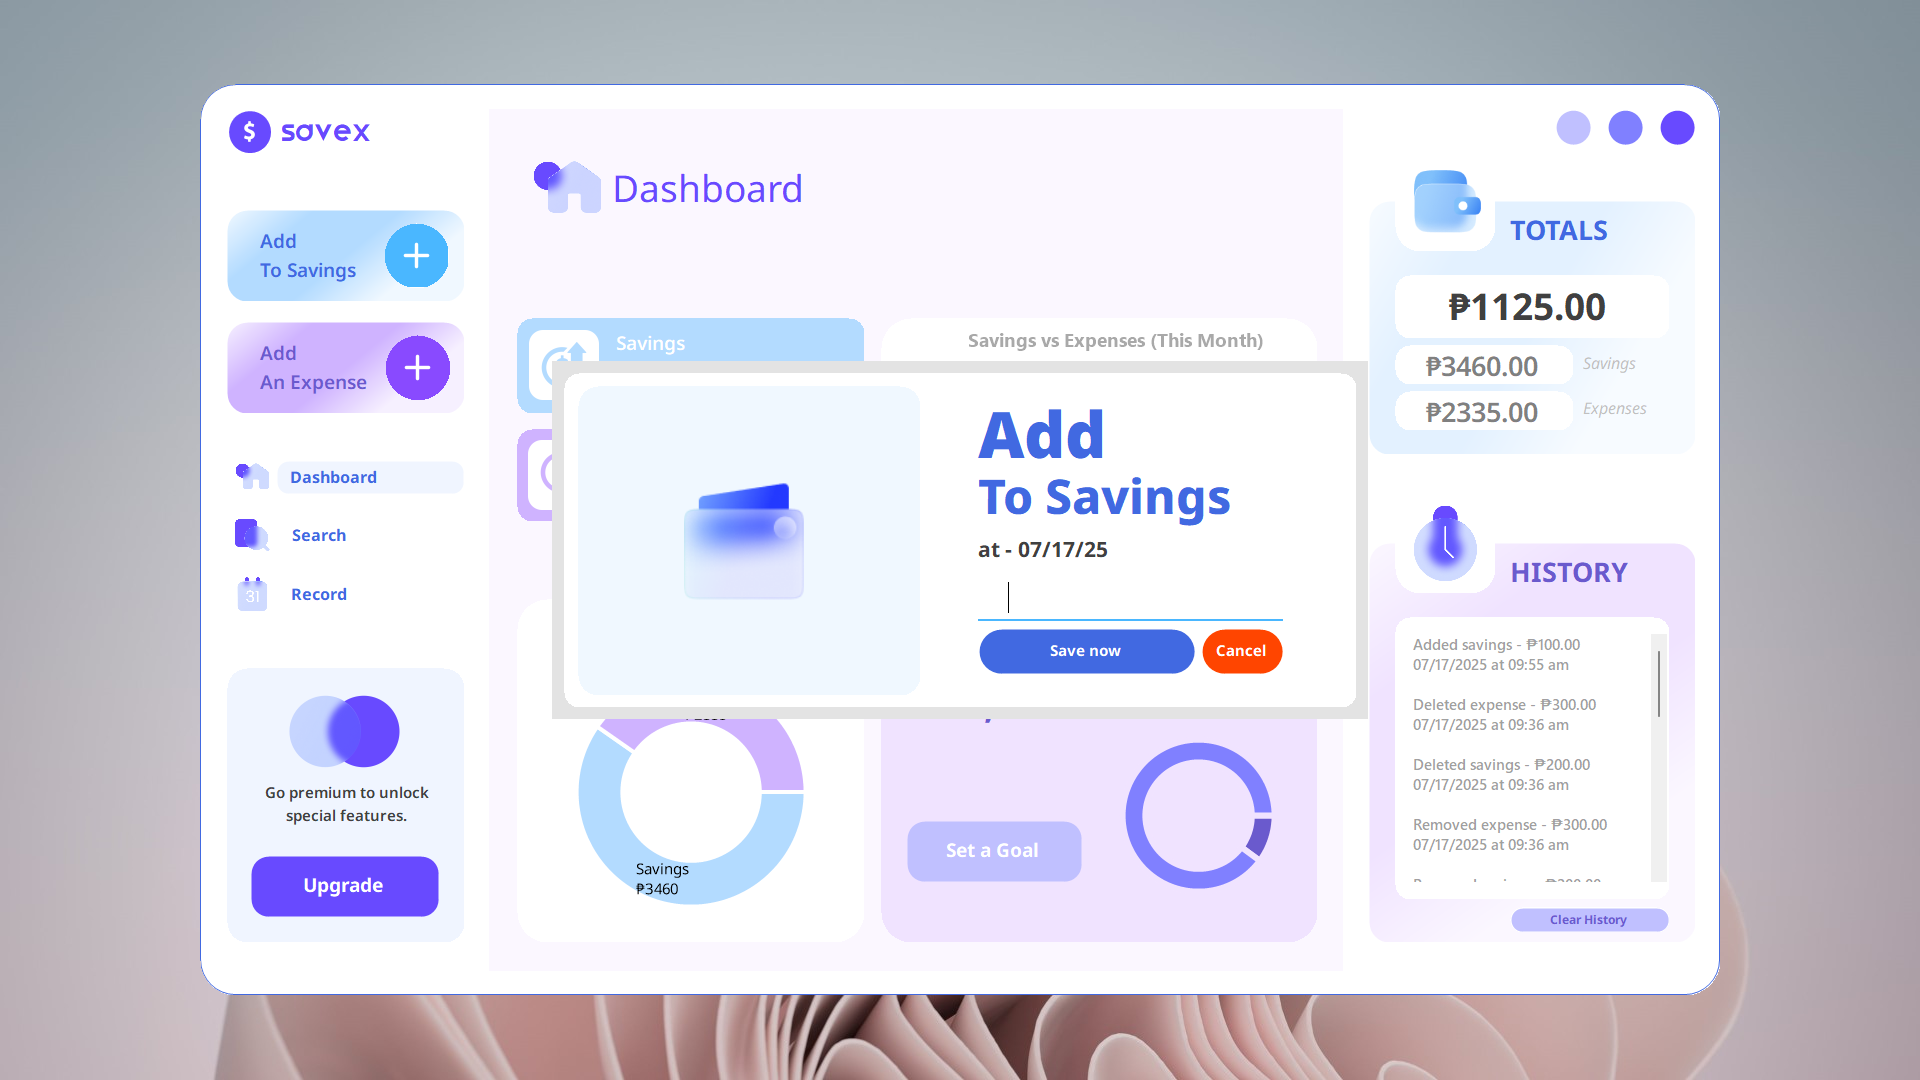 $ savex
Add
To Savings
Add
An Expense
Dashboard
Search
31
Record
Go premium to unlock
special features.
Upgrade
Dashboard
Savings
Savings vs Expenses (This Month)
Add
To Savings
at - 07/17/25
Save now
Cancel
Savings
₱3460
Set a Goal
TOTALS
₱1125.00
₱3460.00
Savings
₱2335.00
Expenses
HISTORY
Added savings - ₱100.00
07/17/2025 at 09:55 am
Deleted expense - ₱300.00
07/17/2025 at 09:36 am
Deleted savings - ₱200.00
07/17/2025 at 09:36 am
Removed expense - ₱300.00
07/17/2025 at 09:36 am
Clear History